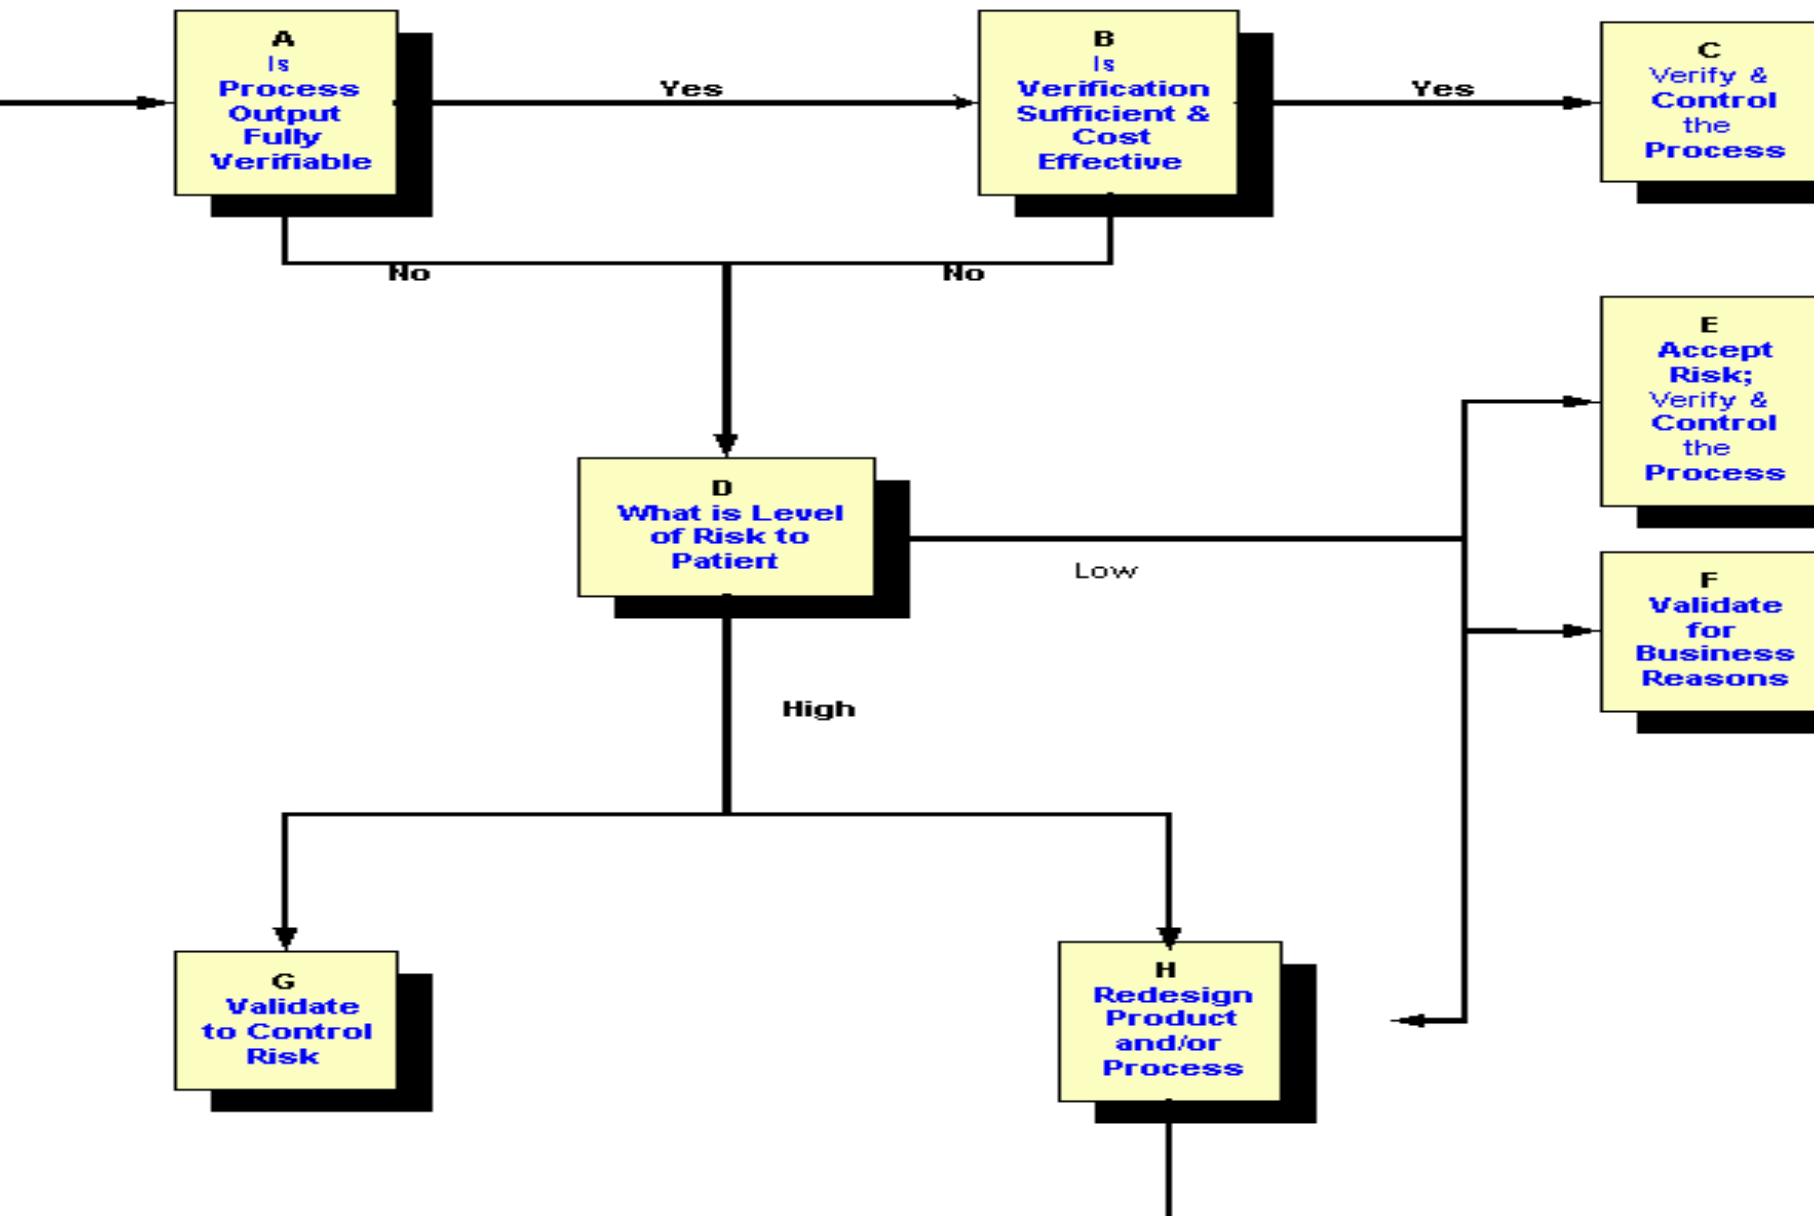 A
Is
Process
Output
Fully
Verifiable
Yes
B
Is
Verification
Sufficient &
Cost
Effective
Yes
C
Verify &
Control
the
Process
No
No
D
What is Level
of Risk to
Patient
Low
E
Accept
Risk;
Verify &
Control
the
Process
F
Validate
for
Business
Reasons
High
G
Validate
to Control
Risk
H
Redesign
Product
and/or
Process